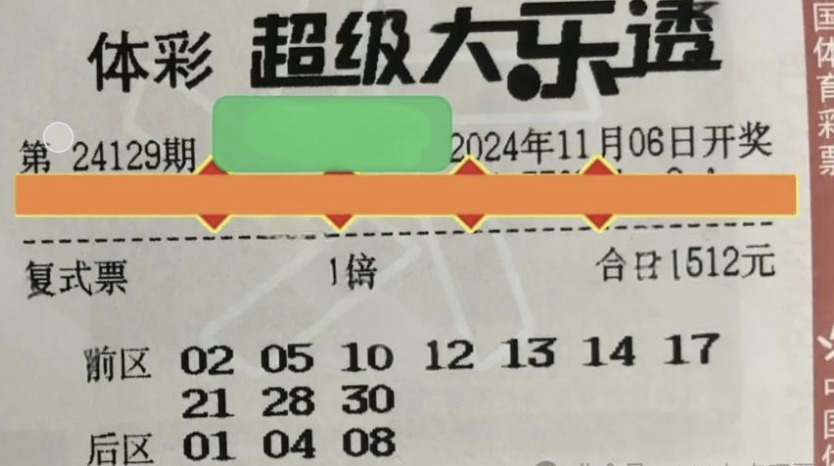 体彩 超级大乐透
第 24129期 2024年11月06日开奖
复式票 1倍 合计1512元
前区 02 05 10 12 13 14 17
21 28 30
后区 01 04 08
国体育彩票
中国体